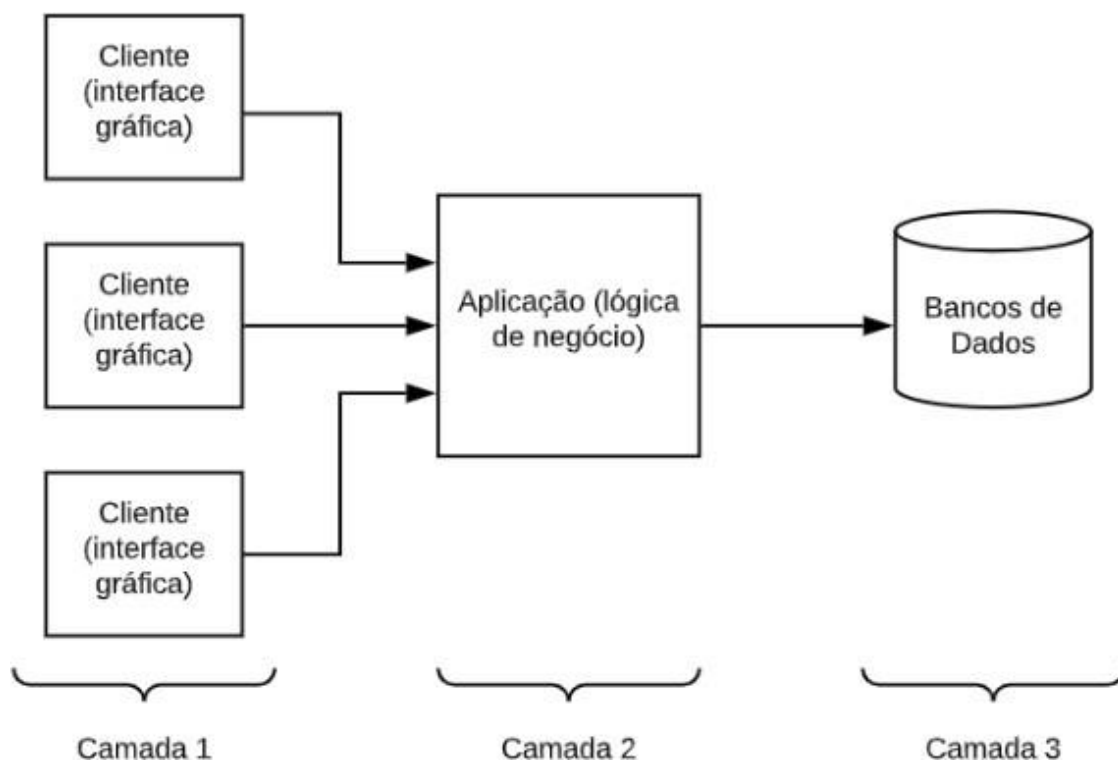 Cliente
(interface
gráfica)
Cliente
(interface
gráfica)
Cliente
(interface
gráfica)
Aplicação (lógica
de negócio)
Bancos de
Dados
Camada 1
Camada 2
Camada 3